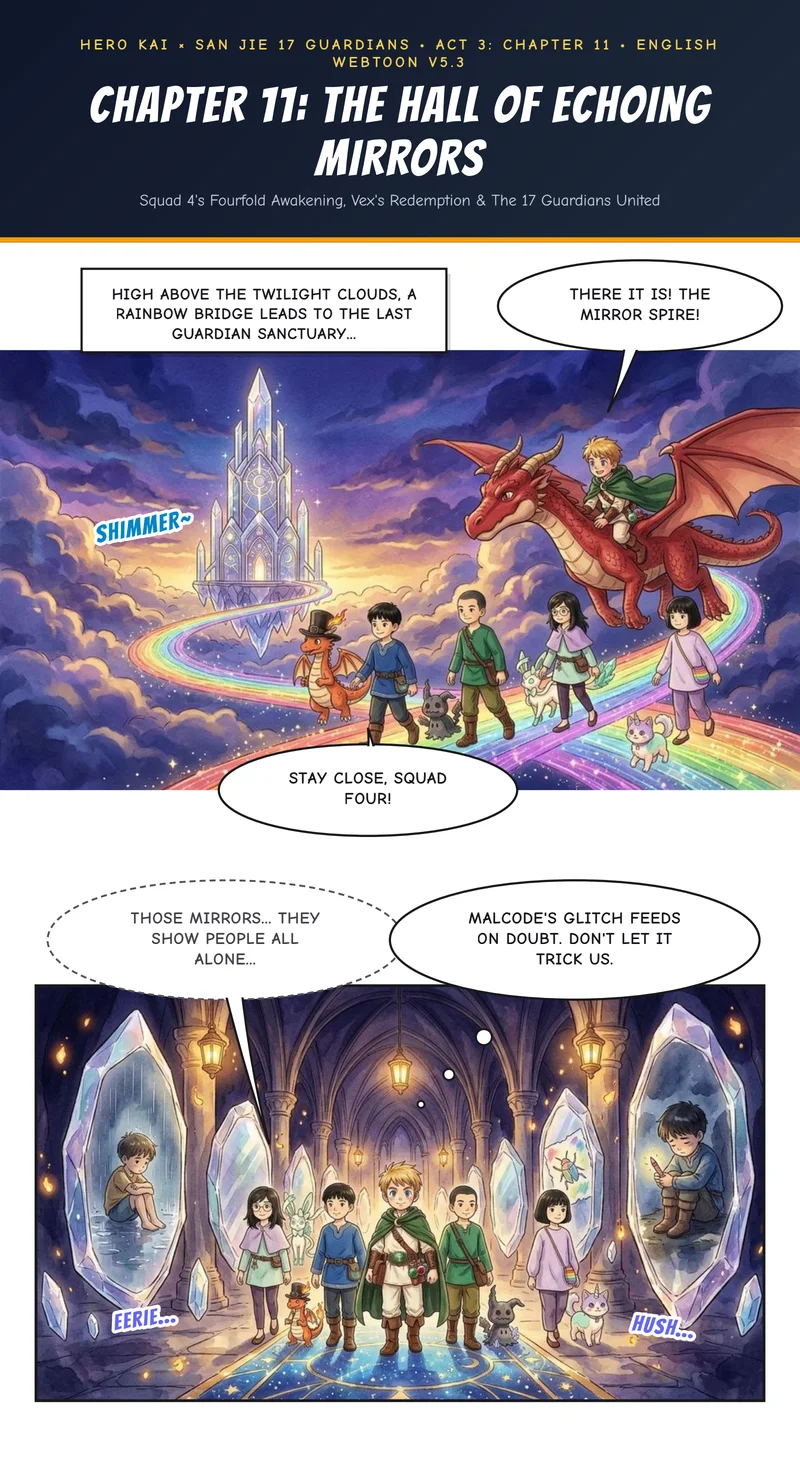 HERO KAI × SAN JIE 17 GUARDIANS • ACT 3: CHAPTER 11 • ENGLISH
WEBTOON V5.3
CHAPTER 11: THE HALL OF ECHOING
MIRRORS
Squad 4's Fourfold Awakening, Vex's Redemption & The 17 Guardians United
HIGH ABOVE THE TWILIGHT CLOUDS, A
RAINBOW BRIDGE LEADS TO THE LAST
GUARDIAN SANCTUARY...
THERE IT IS! THE
MIRROR SPIRE!
SHIMMER~
STAY CLOSE, SQUAD
FOUR!
THOSE MIRRORS... THEY
SHOW PEOPLE ALL
ALONE...
MALCODE'S GLITCH FEEDS
ON DOUBT. DON'T LET IT
TRICK US.
EERIE...
HUSH...